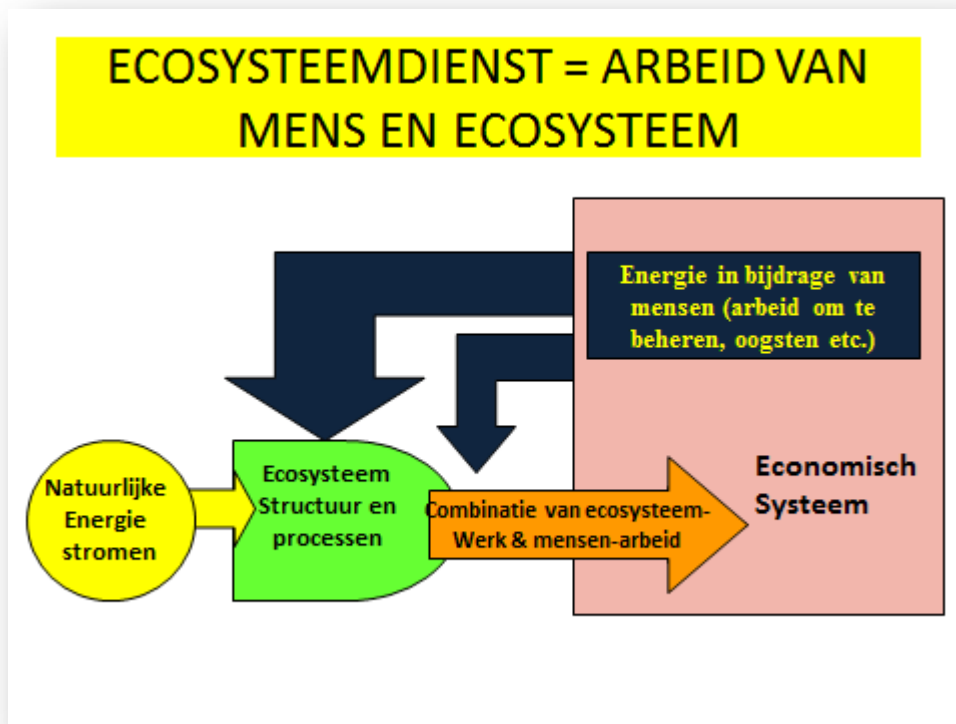 ECOSYSTEEMDIENST = ARBEID VAN
MENS EN ECOSYSTEEM
Energie in bijdrage van
mensen (arbeid om te
beheren, oogsten etc.)
Natuurlijke
Energie
stromen
Ecosysteem
Structuur en
processen
Combinatie van ecosysteem-
Werk & mensen-arbeid
Economisch
Systeem